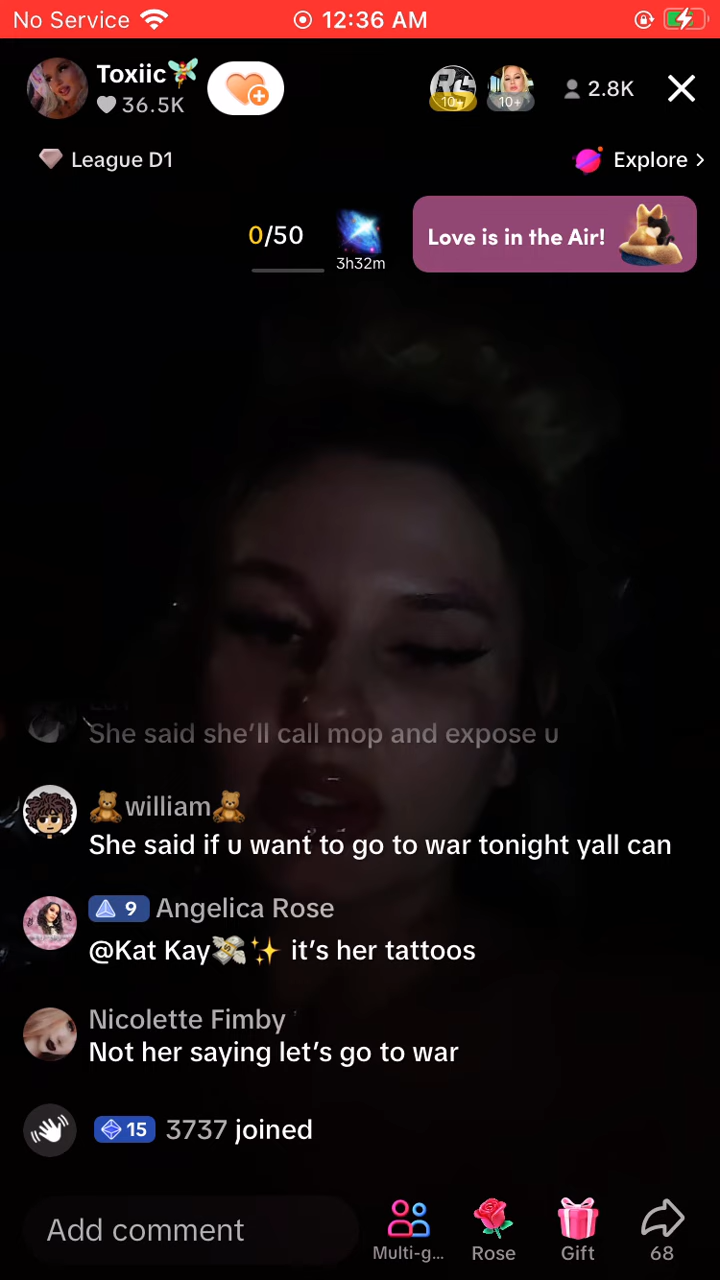 No Service 12:36 AM
Toxiic
36.5K
10+ 10+
2.8K
League D1
Explore >
0/50
3h32m
Love is in the Air!
She said she'll call mop and expose u
william
She said if u want to go to war tonight yall can
9 Angelica Rose
@Kat Kay it's her tattoos
Nicolette Fimby
Not her saying let's go to war
15 3737 joined
Add comment
Multi-g...
Rose
Gift
68